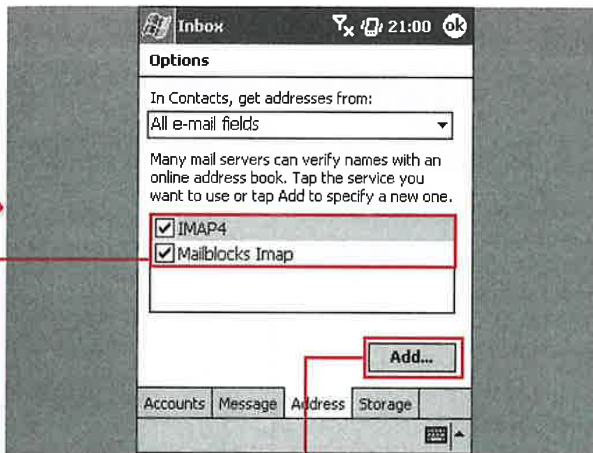 Inbox 21:00 ok
Options
In Contacts, get addresses from:
All e-mail fields
Many mail servers can verify names with an
online address book. Tap the service you
want to use or tap Add to specify a new one.
IMAP4
Mailblocks Imap
Add...
Accounts Message Address Storage